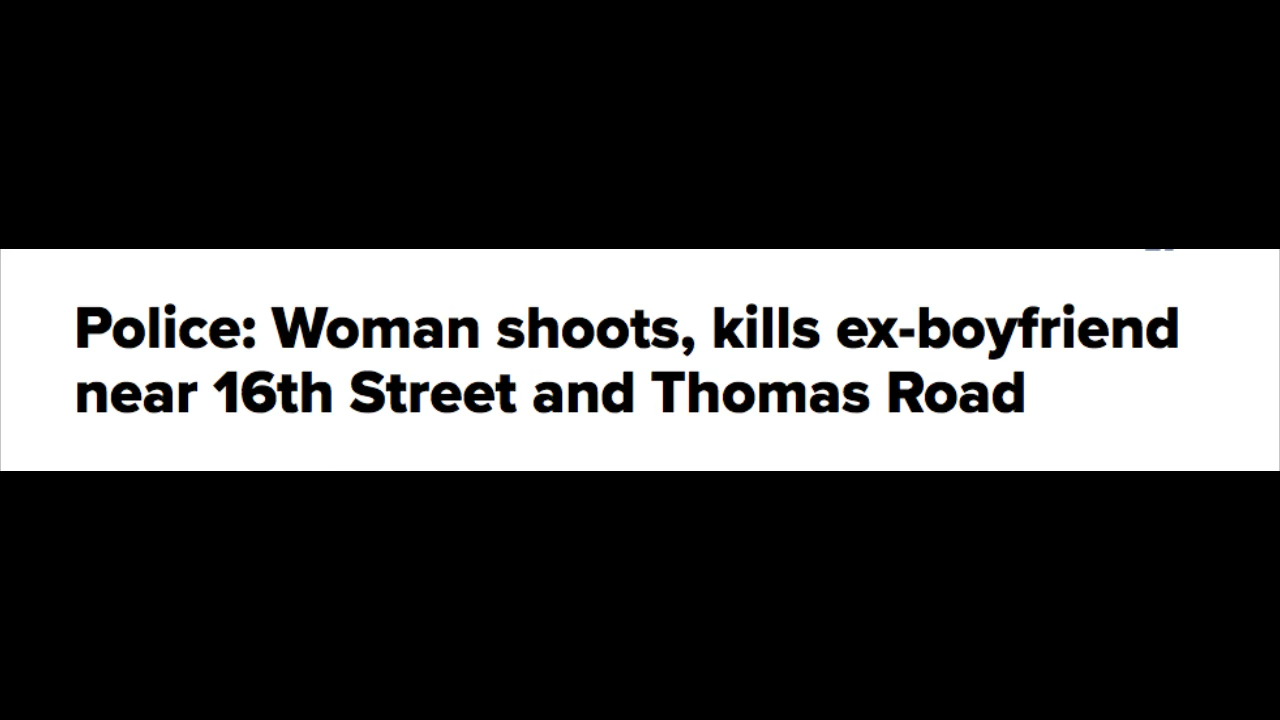 Police: Woman shoots, kills ex-boyfriend
near 16th Street and Thomas Road